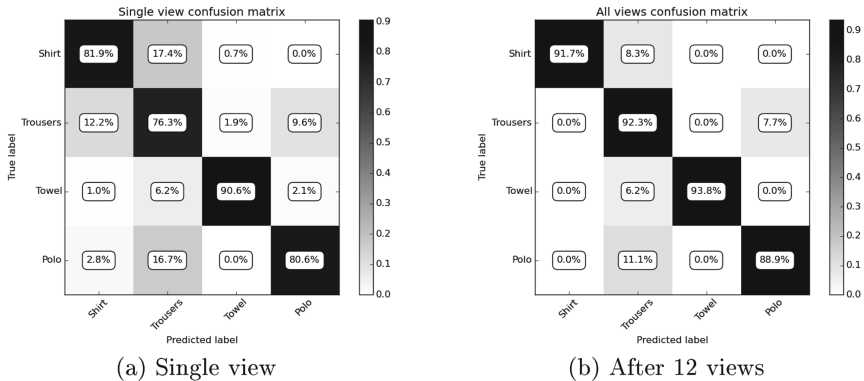 Single view confusion matrix
Shirt 81.9% 17.4% 0.7% 0.0%
Trousers 12.2% 76.3% 1.9% 9.6%
Towel 1.0% 6.2% 90.6% 2.1%
Polo 2.8% 16.7% 0.0% 80.6%
True label
Shirt Trousers Towel Polo
Predicted label
0.9
0.8
0.7
0.6
0.5
0.4
0.3
0.2
0.1
0.0
(a) Single view
All views confusion matrix
Shirt 91.7% 8.3% 0.0% 0.0%
Trousers 0.0% 92.3% 0.0% 7.7%
Towel 0.0% 6.2% 93.8% 0.0%
Polo 0.0% 11.1% 0.0% 88.9%
True label
Shirt Trousers Towel Polo
Predicted label
0.9
0.8
0.7
0.6
0.5
0.4
0.3
0.2
0.1
0.0
(b) After 12 views